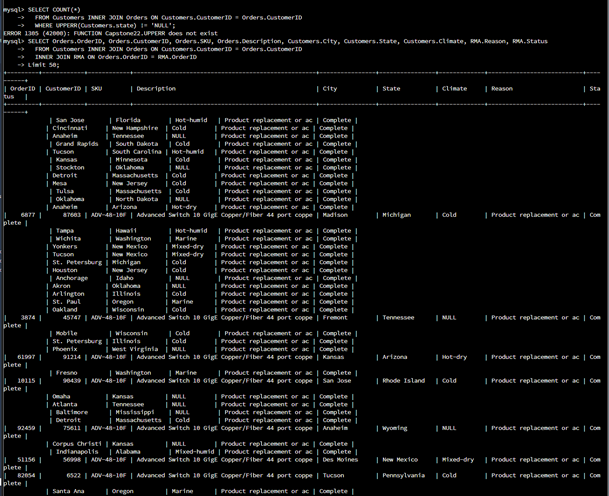 mysql> SELECT COUNT(*)
-> FROM Customers INNER JOIN Orders ON Customers.CustomerID = Orders.CustomerID
-> WHERE UPPERR(Customers.state) != 'NULL';
ERROR 1305 (42000): FUNCTION Capstone22.UPPERR does not exist
mysql> SELECT Orders.OrderID, Orders.CustomerID, Orders.SKU, Orders.Description, Customers.City, Customers.State, Customers.Climate, RMA.Reason, RMA.Status
-> FROM Customers INNER JOIN Orders ON Customers.CustomerID = Orders.CustomerID
-> INNER JOIN RMA ON Orders.OrderID = RMA.OrderID
-> Limit 50;
| OrderID | CustomerID | SKU | Description | City | State | Climate | Reason | Sta
tus |
| San Jose | Florida | Hot-humid | Product replacement or ac | Complete |
| Cincinnati | New Hampshire | Cold | Product replacement or ac | Complete |
| Anaheim | Tennessee | NULL | Product replacement or ac | Complete |
| Grand Rapids | South Dakota | Cold | Product replacement or ac | Complete |
| Tucson | South Carolina | Hot-humid | Product replacement or ac | Complete |
| Kansas | Minnesota | Cold | Product replacement or ac | Complete |
| Stockton | Oklahoma | NULL | Product replacement or ac | Complete |
| Detroit | Massachusetts | Cold | Product replacement or ac | Complete |
| Mesa | New Jersey | Cold | Product replacement or ac | Complete |
| Tulsa | Massachusetts | Cold | Product replacement or ac | Complete |
| Oklahoma | North Dakota | NULL | Product replacement or ac | Complete |
| Anaheim | Arizona | Hot-dry | Product replacement or ac | Complete |
| 6877 | 87603 | ADV-48-10F | Advanced Switch 10 GigE Copper/Fiber 44 port coppe | Madison | Michigan | Cold | Product replacement or ac | Com
plete |
| Tampa | Hawaii | Hot-humid | Product replacement or ac | Complete |
| Wichita | Washington | Marine | Product replacement or ac | Complete |
| Yonkers | New Mexico | Mixed-dry | Product replacement or ac | Complete |
| Tucson | New Mexico | Mixed-dry | Product replacement or ac | Complete |
| St. Petersburg | Michigan | Cold | Product replacement or ac | Complete |
| Houston | New Jersey | Cold | Product replacement or ac | Complete |
| Anchorage | Idaho | NULL | Product replacement or ac | Complete |
| Akron | Oklahoma | NULL | Product replacement or ac | Complete |
| Arlington | Illinois | Cold | Product replacement or ac | Complete |
| St. Paul | Oregon | Marine | Product replacement or ac | Complete |
| Oakland | Wisconsin | Cold | Product replacement or ac | Complete |
| 3874 | 45747 | ADV-48-10F | Advanced Switch 10 GigE Copper/Fiber 44 port coppe | Fremont | Tennessee | NULL | Product replacement or ac | Com
plete |
| Mobile | Wisconsin | Cold | Product replacement or ac | Complete |
| St. Petersburg | Illinois | Cold | Product replacement or ac | Complete |
| Phoenix | West Virginia | NULL | Product replacement or ac | Complete |
| 61997 | 91214 | ADV-48-10F | Advanced Switch 10 GigE Copper/Fiber 44 port coppe | Kansas | Arizona | Hot-dry | Product replacement or ac | Com
plete |
| Fresno | Washington | Marine | Product replacement or ac | Complete |
| 10115 | 90439 | ADV-48-10F | Advanced Switch 10 GigE Copper/Fiber 44 port coppe | San Jose | Rhode Island | Cold | Product replacement or ac | Com
plete |
| Omaha | Kansas | NULL | Product replacement or ac | Complete |
| Atlanta | Tennessee | NULL | Product replacement or ac | Complete |
| Baltimore | Mississippi | NULL | Product replacement or ac | Complete |
| Detroit | Massachusetts | Cold | Product replacement or ac | Complete |
| 92459 | 75611 | ADV-48-10F | Advanced Switch 10 GigE Copper/Fiber 44 port coppe | Anaheim | Wyoming | NULL | Product replacement or ac | Com
plete |
| Corpus Christi | Kansas | NULL | Product replacement or ac | Complete |
| Indianapolis | Alabama | Mixed-humid | Product replacement or ac | Complete |
| 51156 | 56998 | ADV-48-10F | Advanced Switch 10 GigE Copper/Fiber 44 port coppe | Des Moines | New Mexico | Mixed-dry | Product replacement or ac | Com
plete |
| 82054 | 6522 | ADV-48-10F | Advanced Switch 10 GigE Copper/Fiber 44 port coppe | Tucson | Pennsylvania | Cold | Product replacement or ac | Com
plete |
| Santa Ana | Oregon | Marine | Product replacement or ac | Complete |